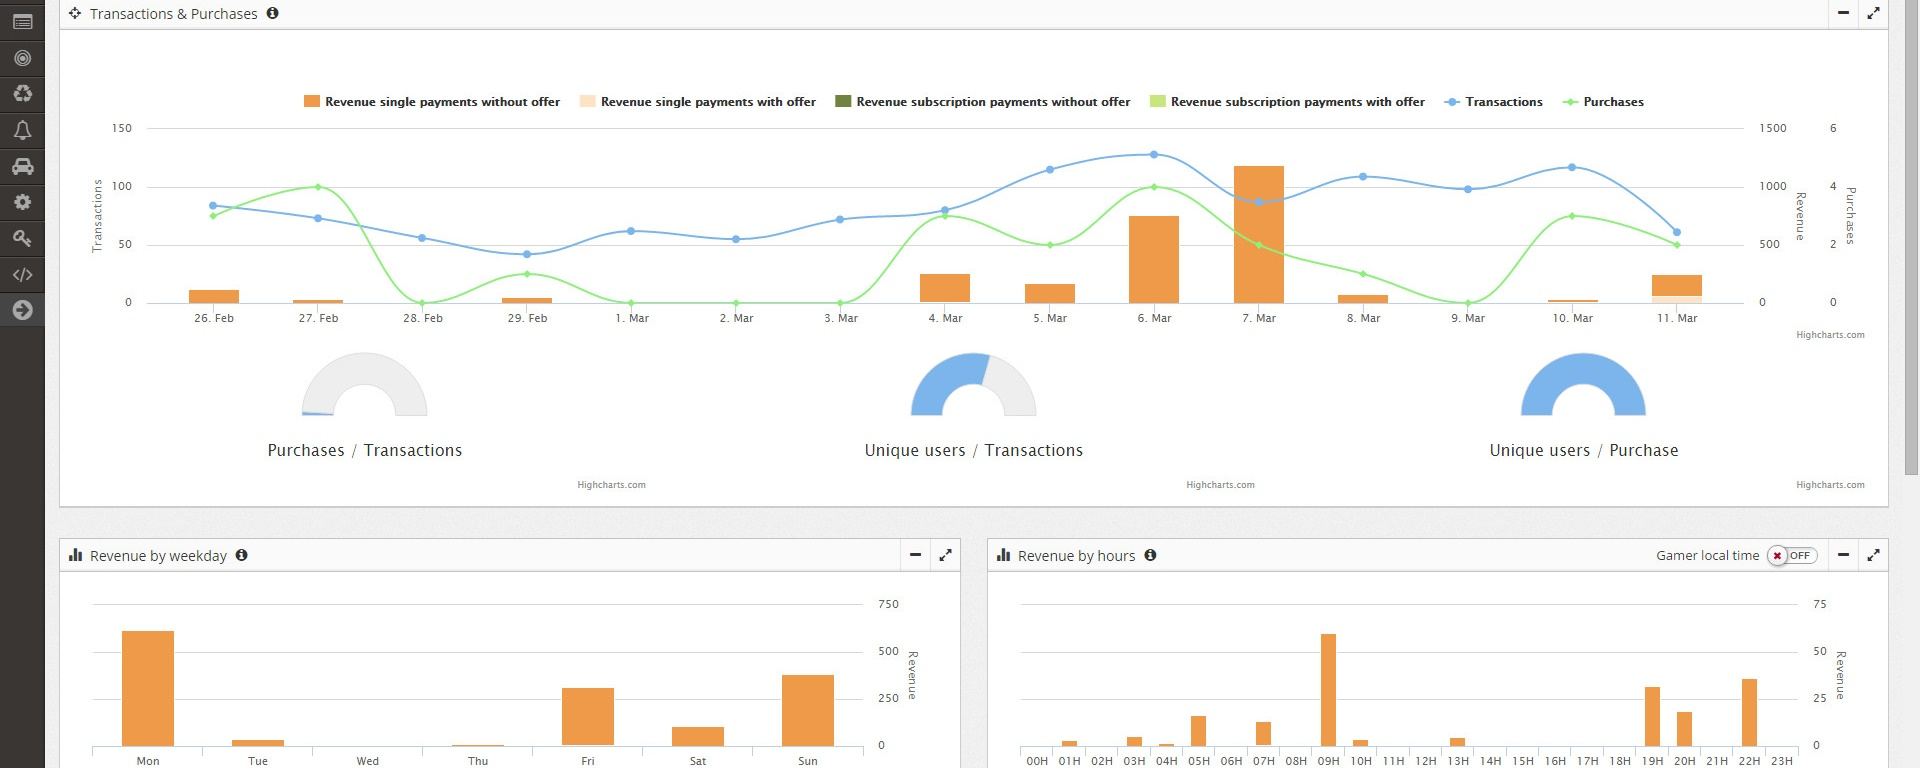 Transactions & Purchases
Revenue single payments without offer Revenue single payments with offer Revenue subscription payments without offer Revenue subscription payments with offer Transactions Purchases
150 1500 6
100 1000 4
50 500 2
0 0 0
Transactions
Revenue
Purchases
26. Feb 27. Feb 28. Feb 29. Feb 1. Mar 2. Mar 3. Mar 4. Mar 5. Mar 6. Mar 7. Mar 8. Mar 9. Mar 10. Mar 11. Mar
Highcharts.com
Purchases / Transactions Unique users / Transactions Unique users / Purchase
Highcharts.com Highcharts.com Highcharts.com
Revenue by weekday
750
500
250
0
Revenue
Mon Tue Wed Thu Fri Sat Sun
Revenue by hours Gamer local time OFF
75
50
25
0
Revenue
00H 01H 02H 03H 04H 05H 06H 07H 08H 09H 10H 11H 12H 13H 14H 15H 16H 17H 18H 19H 20H 21H 22H 23H